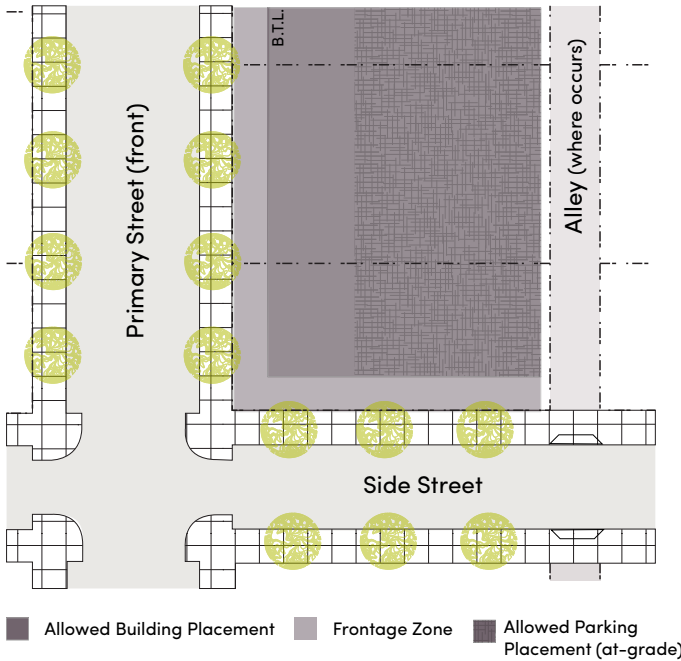 B.T.L.
Primary Street (front)
Alley (where occurs)
Side Street
Allowed Building Placement
Frontage Zone
Allowed Parking
Placement (at-grade)